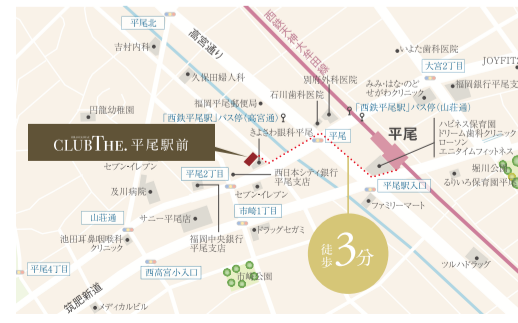 平尾北
高宮通り
西鉄天神大牟田線
吉村内科
いよた歯科医院
大宮2丁目
JOYFIT
久保田婦人科
別府外科医院
みみ・はな・のど
せがわクリニック
福岡銀行平尾支
石川歯科医院
福岡平尾郵便局
円龍幼稚園
「西鉄平尾駅」バス停(高宮通)
「西鉄平尾駅」バス停(山荘通)
きよさわ眼科平尾
平尾
平尾
ハピネス保育園
ドリーム歯科クリニック
ローソン
エニタイムフィットネス
CLUB THE. 平尾駅前
セブン-イレブン
平尾2丁目
西日本シティ銀行
平尾支店
堀川公園
平尾駅入口
るりいろ保育園平尾
及川病院
セブン-イレブン
ファミリーマート
山荘通
サニー平尾店
市崎1丁目
池田耳鼻咽喉科
クリニック
福岡中央銀行
平尾支店
ドラッグセガミ
徒歩3分
平尾4丁目
西高宮小入口
市崎公園
ツルハドラッグ
筑肥新道
メディカルビル